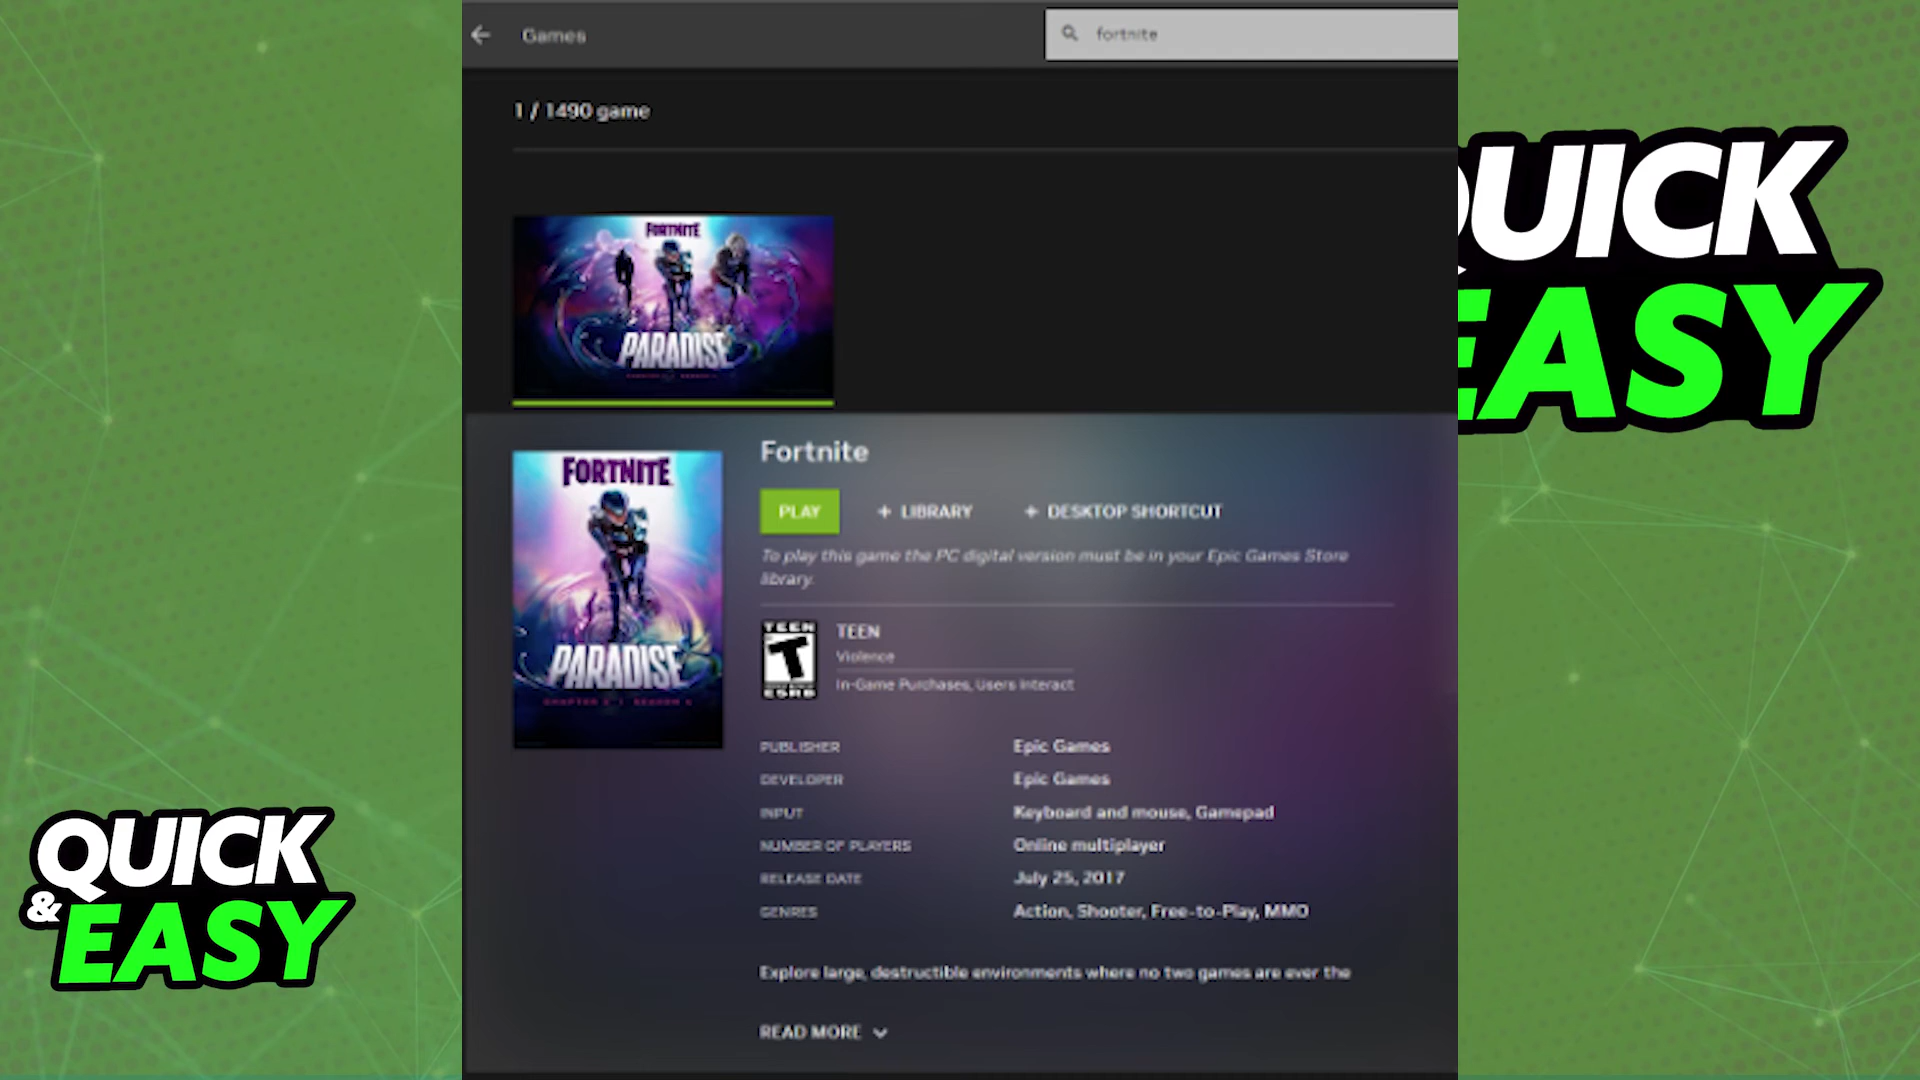 Games
fortnite
1 / 1490 game
FORTNITE
PARADISE
FORTNITE
PARADISE
Fortnite
PLAY
+ LIBRARY
+ DESKTOP SHORTCUT
To play this game the PC digital version must be in your Epic Games Store
library.
TEEN
T
ESRB
TEEN
Violence
In-Game Purchases, Users Interact
PUBLISHER Epic Games
DEVELOPER Epic Games
INPUT Keyboard and mouse, Gamepad
NUMBER OF PLAYERS Online multiplayer
RELEASE DATE July 25, 2017
GENRES Action, Shooter, Free-to-Play, MMO
Explore large, destructible environments where no two games are ever the
READ MORE
QUICK
& EASY
QUICK
EASY